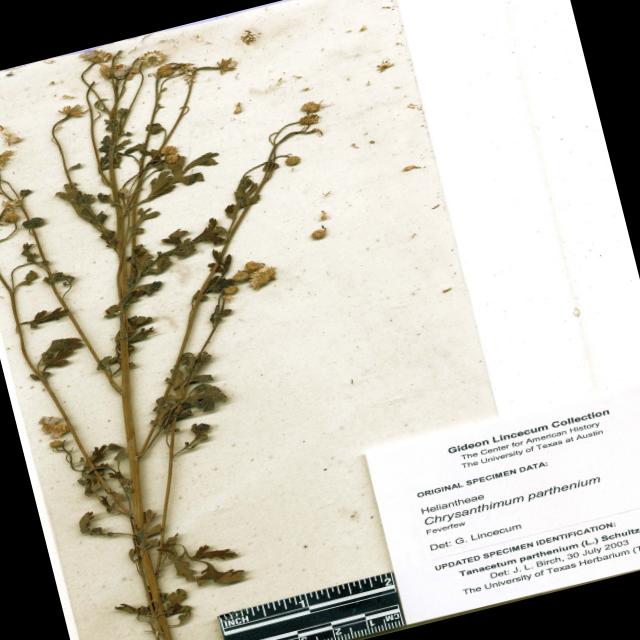 Gideon Lincecum Collection
The Center for American History
The University of Texas at Austin
ORIGINAL SPECIMEN DATA:
Heliantheae
Chrysanthimum parthenium
Feverfew
Det: G. Lincecum
UPDATED SPECIMEN IDENTIFICATION:
Tanacetum parthenium (L.) Schultz
Det: J. L. Birch, 30 July 2003
The University of Texas Herbarium (T
INCH